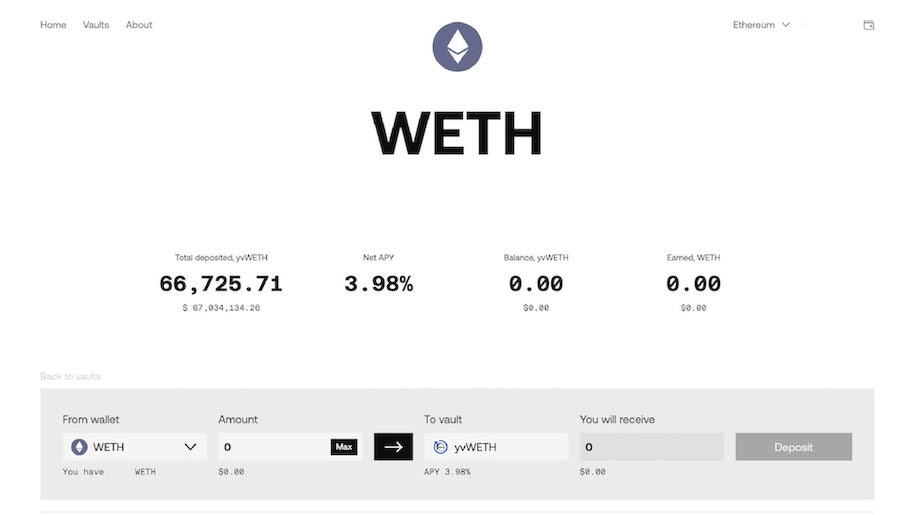 Home Vaults About Ethereum
WETH
Total deposited, yvWETH Net APY Balance, yvWETH Earned, WETH
66,725.71 3.98% 0.00 0.00
$ 67,034,134.26 $0.00 $0.00
Back to vaults
From wallet Amount To vault You will receive
WETH 0 Max yvWETH 0 Deposit
You have WETH $0.00 APY 3.98% $0.00